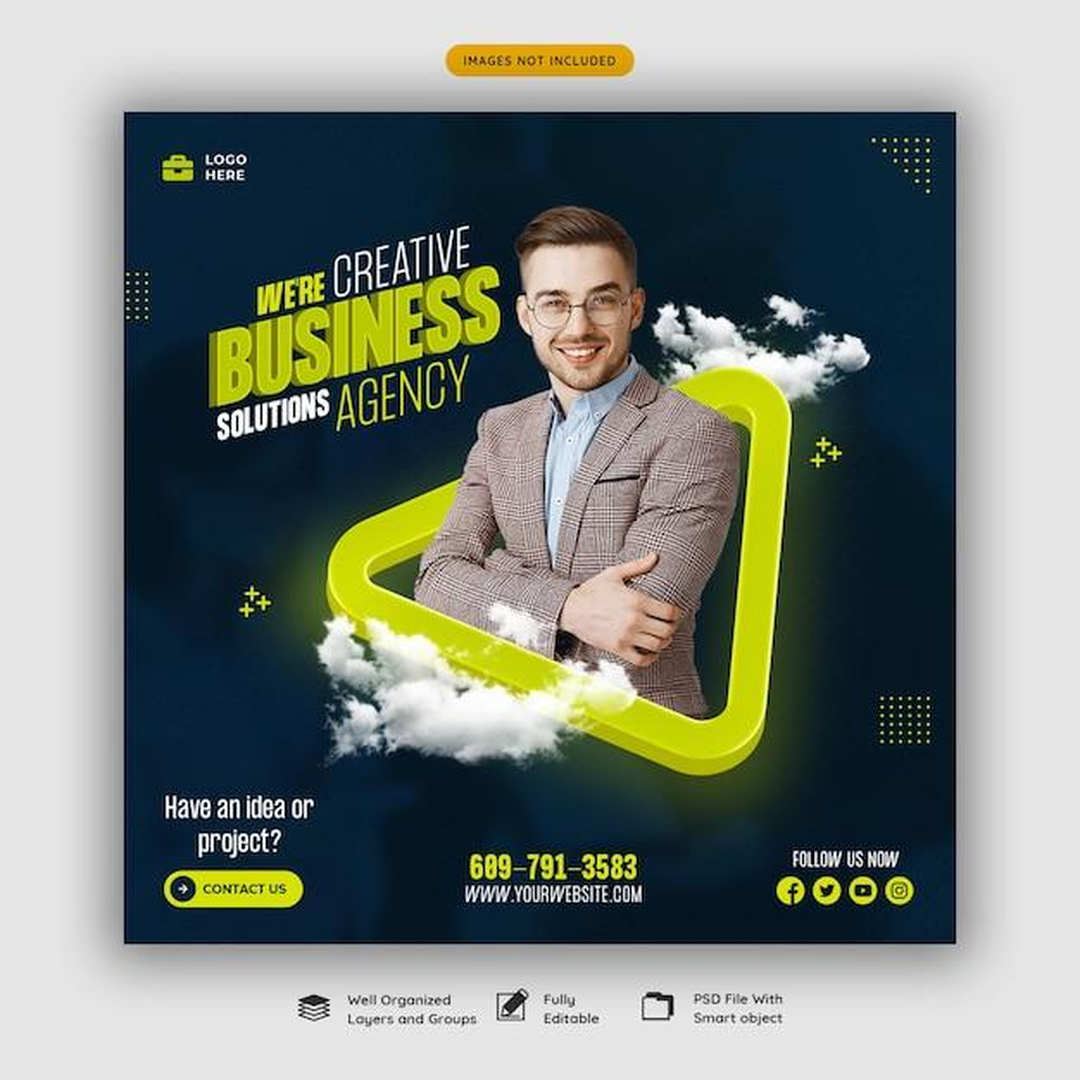 IMAGES NOT INCLUDED
LOGO
HERE
WE'RE CREATIVE
BUSINESS
SOLUTIONS AGENCY
Have an idea or
project?
CONTACT US
609-791-3583
WWW.YOURWEBSITE.COM
FOLLOW US NOW
Well Organized
Layers and Groups
Fully
Editable
PSD File With
Smart object